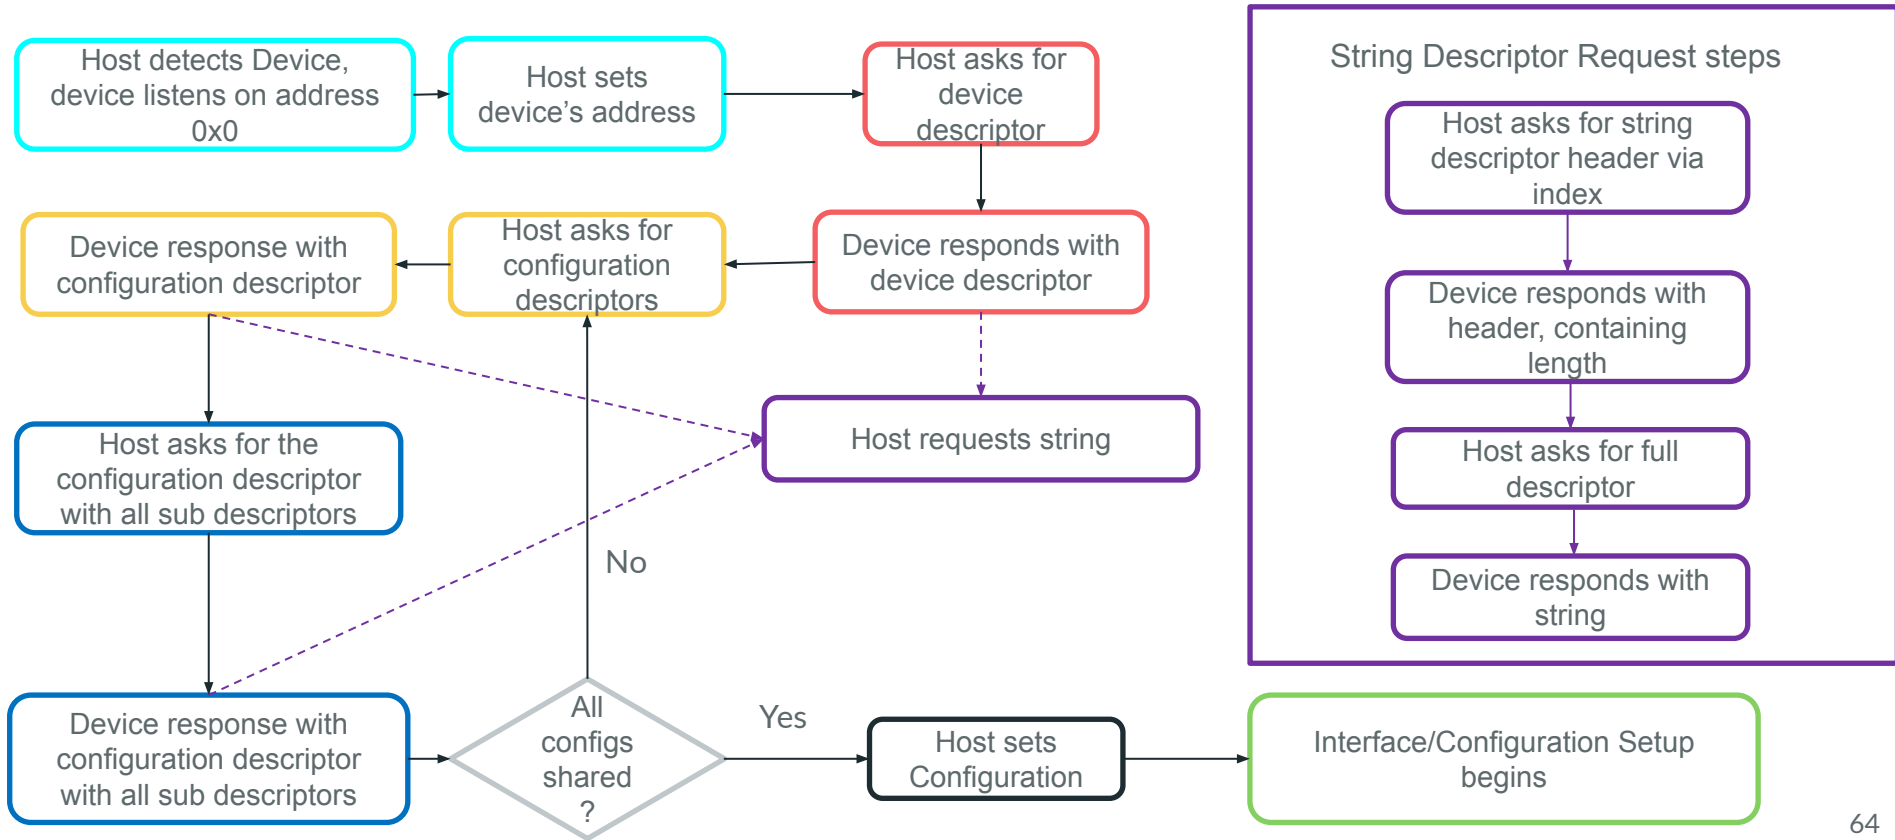 Host detects Device,
device listens on address
0x0
Host sets
device's address
Host asks for
device
descriptor
Device response with
configuration descriptor
Host asks for
configuration
descriptors
Device responds with
device descriptor
Host asks for the
configuration descriptor
with all sub descriptors
Host requests string
No
Device response with
configuration descriptor
with all sub descriptors
All
configs
shared
?
Yes
Host sets
Configuration
Interface/Configuration Setup
begins
String Descriptor Request steps
Host asks for string
descriptor header via
index
Device responds with
header, containing
length
Host asks for full
descriptor
Device responds with
string
64